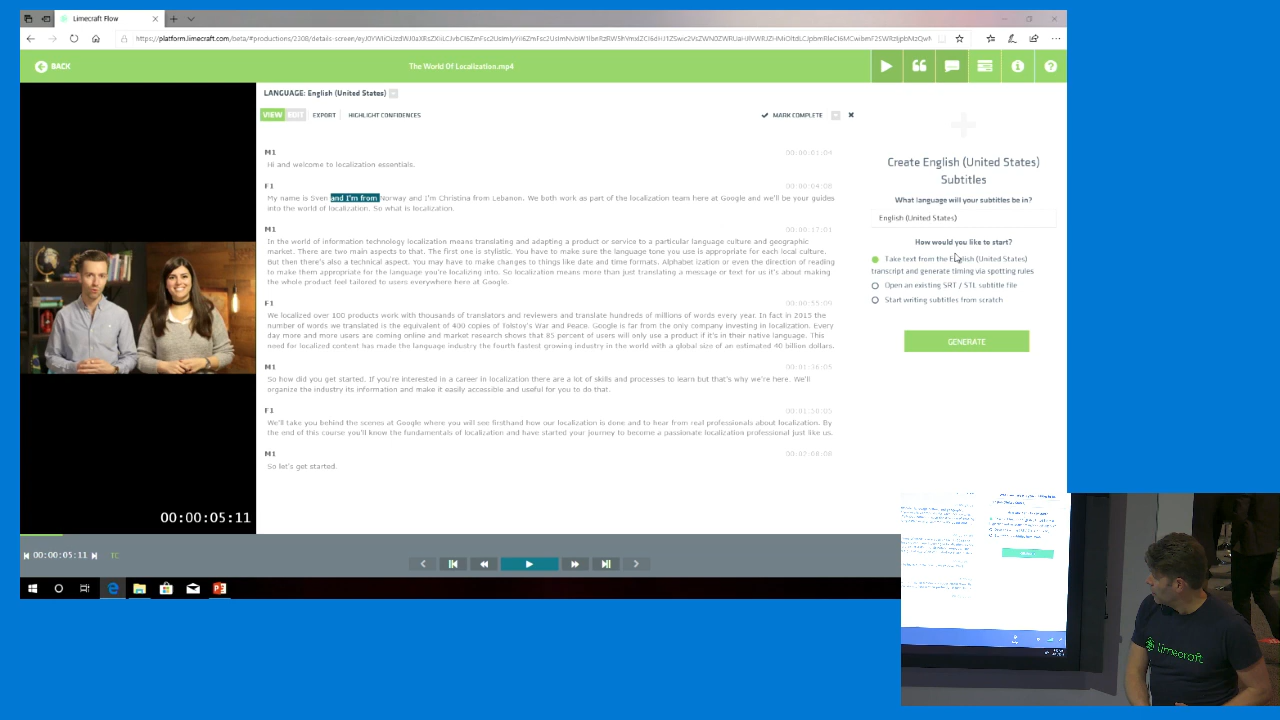 Limecraft Flow
BACK
The World Of Localization.mp4
LANGUAGE: English (United States)
VIEW EDIT EXPORT HIGHLIGHT CONFIDENCES MARK COMPLETE
M1 00:00:01:04
Hi and welcome to localization essentials.
F1 00:00:04:08
My name is Sven and I'm from Norway and I'm Christina from Lebanon. We both work as part of the localization team here at Google and we'll be your guides
into the world of localization. So what is localization.
M1 00:00:17:01
In the world of information technology localization means translating and adapting a product or service to a particular language culture and geographic
market. There are two main aspects to that. The first one is stylistic. You have to make sure the language tone you use is appropriate for each local culture.
But then there's also a technical aspect. You may have to make changes to things like date and time formats. Alphabet ization or even the direction of reading
to make them appropriate for the language you're localizing into. So localization means more than just translating a message or text for us it's about making
the whole product feel tailored to users everywhere here at Google.
F1 00:00:55:09
We localized over 100 products work with thousands of translators and reviewers and translate hundreds of millions of words every year. In fact in 2015 the
number of words we translated is the equivalent of 400 copies of Tolstoy's War and Peace. Google is far from the only company investing in localization. Every
day more and more users are coming online and market research shows that 85 percent of users will only use a product if it's in their native language. This
need for localized content has made the language industry the fourth fastest growing industry in the world with a global size of an estimated 40 billion dollars.
M1 00:01:36:05
So how did you get started. If you're interested in a career in localization there are a lot of skills and processes to learn but that's why we're here. We'll
organize the industry its information and make it easily accessible and useful for you to do that.
F1 00:01:58:05
We'll take you behind the scenes at Google where you will see firsthand how our localization is done and to hear from real professionals about localization. By
the end of this course you'll know the fundamentals of localization and have started your journey to become a passionate localization professional just like us.
M1 00:02:08:08
So let's get started.
Create English (United States)
Subtitles
What language will your subtitles be in?
English (United States)
How would you like to start?
Take text from the English (United States)
transcript and generate timing via spotting rules
Open an existing SRT / STL subtitle file
Start writing subtitles from scratch
GENERATE
00:00:05:11
00:00:05:11 TC
limecraft